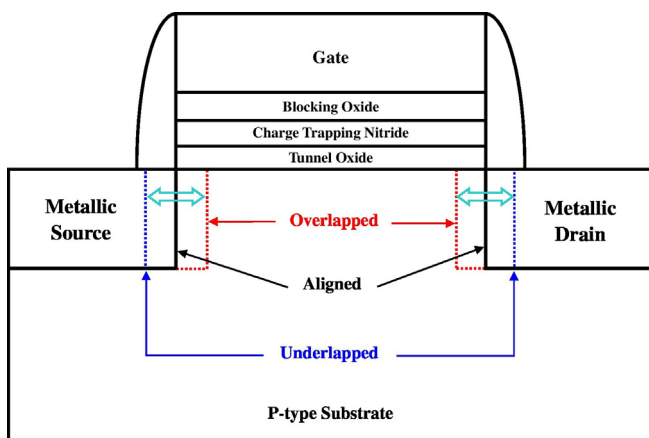 Gate
Blocking Oxide
Charge Trapping Nitride
Tunnel Oxide
Metallic
Source
Overlapped
Metallic
Drain
Aligned
Underlapped
P-type Substrate